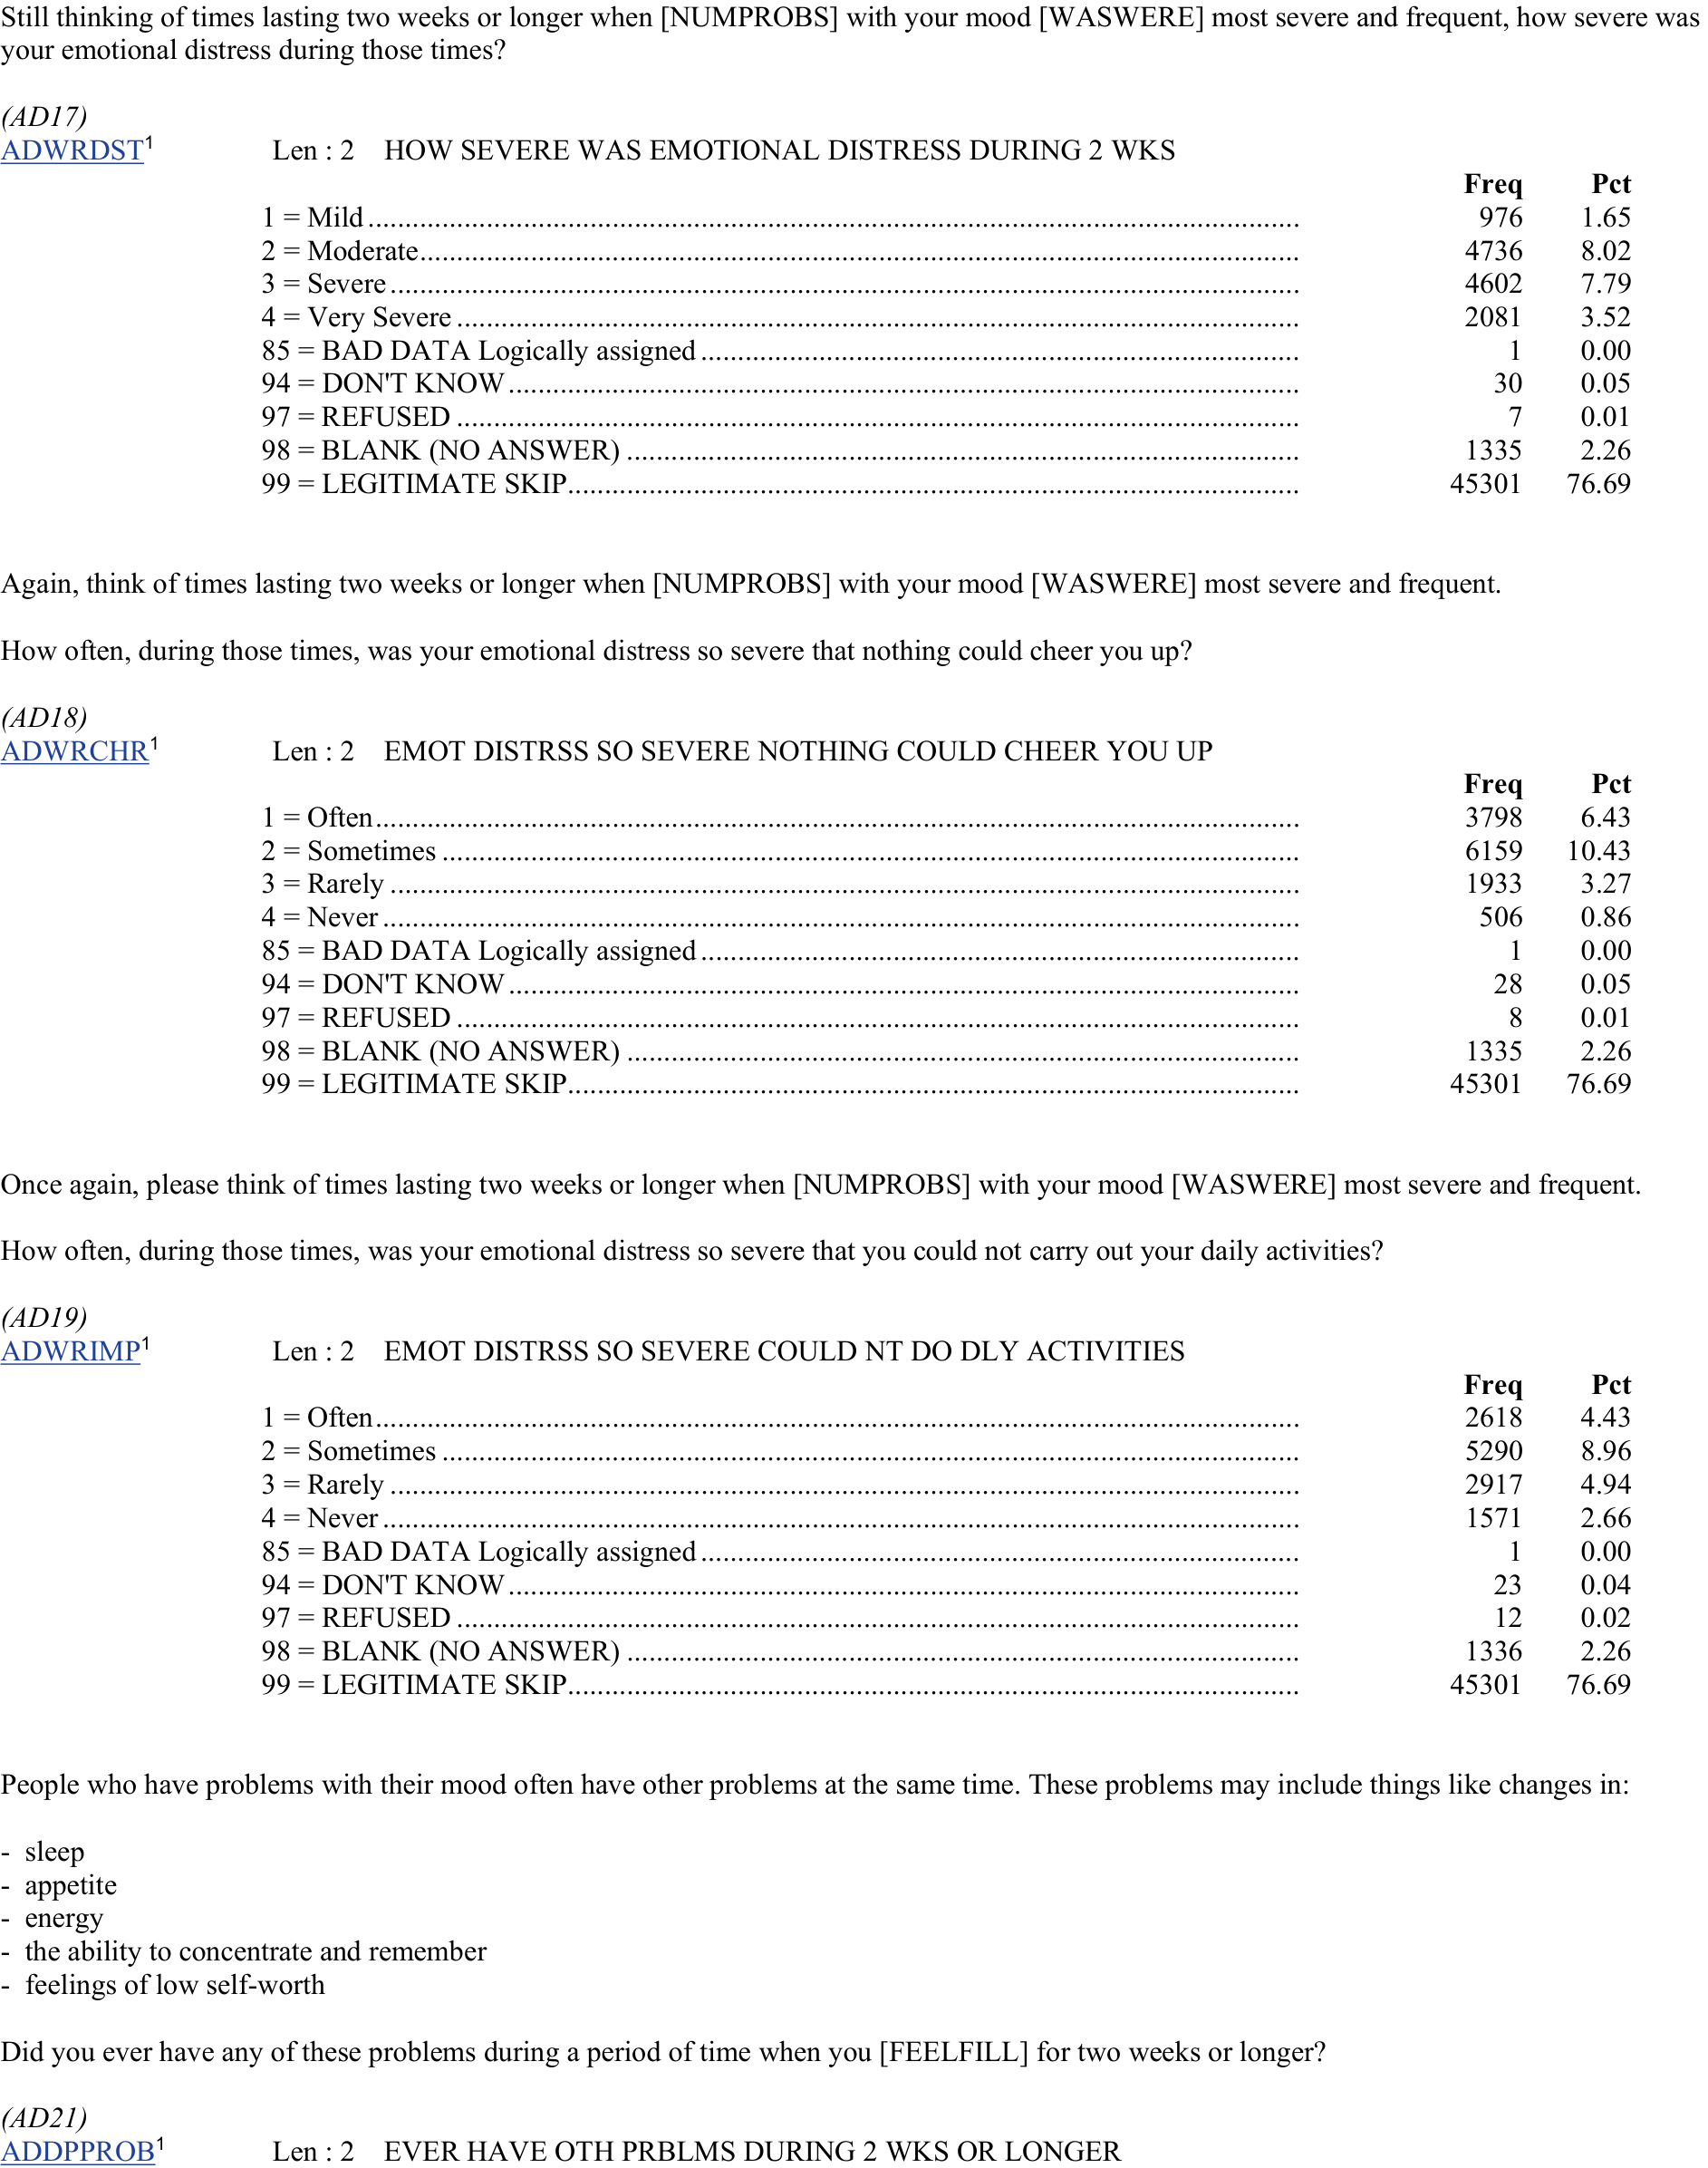 Still thinking of times lasting two weeks or longer when [NUMPROBS] with your mood [WASWERE] most severe and frequent, how severe was
your emotional distress during those times?
(AD17)
ADWRDST1 Len : 2 HOW SEVERE WAS EMOTIONAL DISTRESS DURING 2 WKS
Freq Pct
1 = Mild 976 1.65
2 = Moderate 4736 8.02
3 = Severe 4602 7.79
4 = Very Severe 2081 3.52
85 = BAD DATA Logically assigned 1 0.00
94 = DON'T KNOW 30 0.05
97 = REFUSED 7 0.01
98 = BLANK (NO ANSWER) 1335 2.26
99 = LEGITIMATE SKIP 45301 76.69
Again, think of times lasting two weeks or longer when [NUMPROBS] with your mood [WASWERE] most severe and frequent.
How often, during those times, was your emotional distress so severe that nothing could cheer you up?
(AD18)
ADWRCHR1 Len : 2 EMOT DISTRSS SO SEVERE NOTHING COULD CHEER YOU UP
Freq Pct
1 = Often 3798 6.43
2 = Sometimes 6159 10.43
3 = Rarely 1933 3.27
4 = Never 506 0.86
85 = BAD DATA Logically assigned 1 0.00
94 = DON'T KNOW 28 0.05
97 = REFUSED 8 0.01
98 = BLANK (NO ANSWER) 1335 2.26
99 = LEGITIMATE SKIP 45301 76.69
Once again, please think of times lasting two weeks or longer when [NUMPROBS] with your mood [WASWERE] most severe and frequent.
How often, during those times, was your emotional distress so severe that you could not carry out your daily activities?
(AD19)
ADWRIMP1 Len : 2 EMOT DISTRSS SO SEVERE COULD NT DO DLY ACTIVITIES
Freq Pct
1 = Often 2618 4.43
2 = Sometimes 5290 8.96
3 = Rarely 2917 4.94
4 = Never 1571 2.66
85 = BAD DATA Logically assigned 1 0.00
94 = DON'T KNOW 23 0.04
97 = REFUSED 12 0.02
98 = BLANK (NO ANSWER) 1336 2.26
99 = LEGITIMATE SKIP 45301 76.69
People who have problems with their mood often have other problems at the same time. These problems may include things like changes in:
- sleep
- appetite
- energy
- the ability to concentrate and remember
- feelings of low self-worth
Did you ever have any of these problems during a period of time when you [FEELFILL] for two weeks or longer?
(AD21)
ADDPPROB1 Len : 2 EVER HAVE OTH PRBLMS DURING 2 WKS OR LONGER